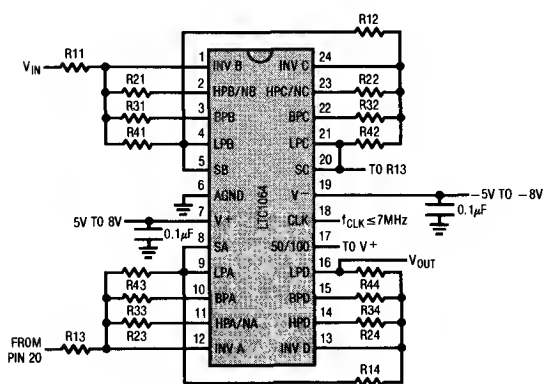 R12
R11
V_IN
1 INV B INV C 24
R21 2 HPB/NB HPC/NC 23 R22
R31 3 BPB BPC 22 R32
R41 4 LPB LPC 21 R42
5 SB SC 20 TO R13
6 AGND V– 19 –5V TO –8V
5V TO 8V 7 V+ CLK 18 fCLK ≤ 7MHz 0.1µF
0.1µF 8 SA 50/100 17 TO V+
LTC1064
9 LPA LPD 16 VOUT
R43 10 BPA BPD 15 R44
R33 11 HPA/NA HPD 14 R34
R23 R24
FROM PIN 20 R13 12 INV A INV D 13
R14